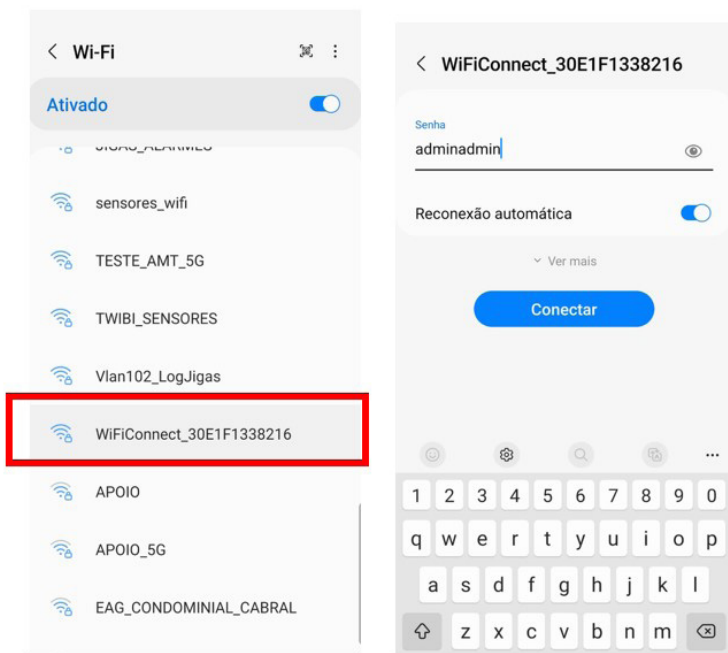 Wi-Fi
Ativado
JIGAS_ALARMES
sensores_wifi
TESTE_AMT_5G
TWIBI_SENSORES
Vlan102_LogJigas
WiFiConnect_30E1F1338216
APOIO
APOIO_5G
EAG_CONDOMINIAL_CABRAL
WiFiConnect_30E1F1338216
Senha
adminadmin
Reconexão automática
Ver mais
Conectar
1 2 3 4 5 6 7 8 9 0
q w e r t y u i o p
a s d f g h j k l
z x c v b n m